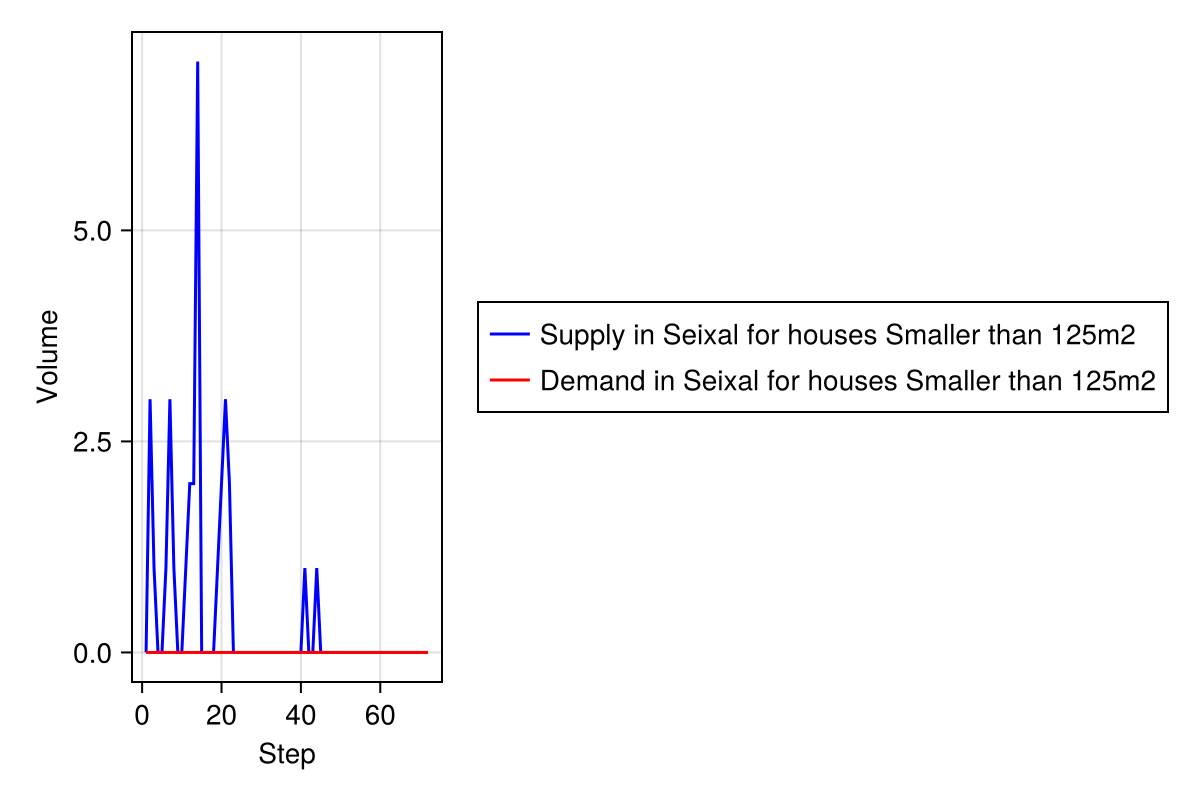 5.0
2.5
0.0
Volume
0 20 40 60
Step
Supply in Seixal for houses Smaller than 125m2
Demand in Seixal for houses Smaller than 125m2